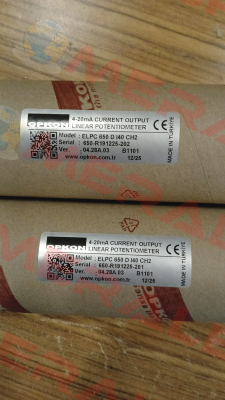 OPKON
4-20mA CURRENT OUTPUT
LINEAR POTENTIOMETER
Model : ELPC 650 D I40 CH2
Serial : 650-R191225-202
Ver. : 04.28A.03 B1101
www.opkon.com.tr 12/25
MADE IN TURKIYE
OPKON
4-20mA CURRENT OUTPUT
LINEAR POTENTIOMETER
Model : ELPC 650 D I40 CH2
Serial : 650-R191225-201
Ver. : 04.28A.03 B1101
www.opkon.com.tr 12/25
MADE IN TURKIYE
OPKON